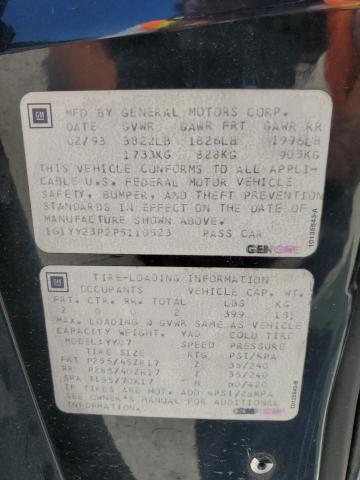 GM
MFD BY GENERAL MOTORS CORP.
DATE GVWR GAWR FRT GAWR RR
02/93 3822LB 1826LB 1996LB
1733KG 828KG 905KG
THIS VEHICLE CONFORMS TO ALL APPLI-
CABLE U.S. FEDERAL MOTOR VEHICLE
SAFETY, BUMPER, AND THEFT PREVENTION
STANDARDS IN EFFECT ON THE DATE OF
MANUFACTURE SHOWN ABOVE.
1G1YY23P2P5110523 PASS CAR
GM
TIRE-LOADING INFORMATION
OCCUPANTS VEHICLE CAP. WT.
FRT. CTR. RR. TOTAL LBS KG
2 0 0 2 399 181
MAX. LOADING @ GVWR SAME AS VEHICLE
CAPACITY WEIGHT. YAD COLD TIRE
MODEL:YY07 SPEED PRESSURE
TIRE SIZE RTG PSI/KPA
FRT P255/45ZR17 Z 35/240
RR P285/40ZR17 Z 35/240
SPA 60/420
IF TIRES ARE HOT, ADD 4PSI/28KPA
SEE OWNER'S MANUAL FOR ADDITIONAL
INFORMATION.